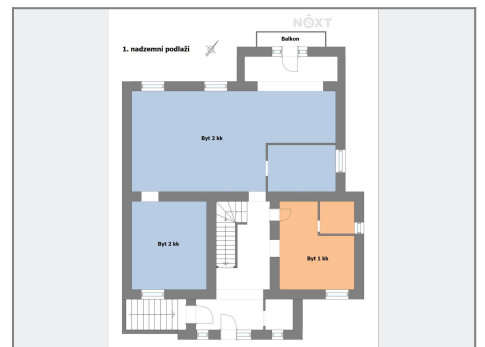 NOXT
Balkon
1. nadzemní podlaží
Byt 2 kk
Byt 2 kk
Byt 1 kk